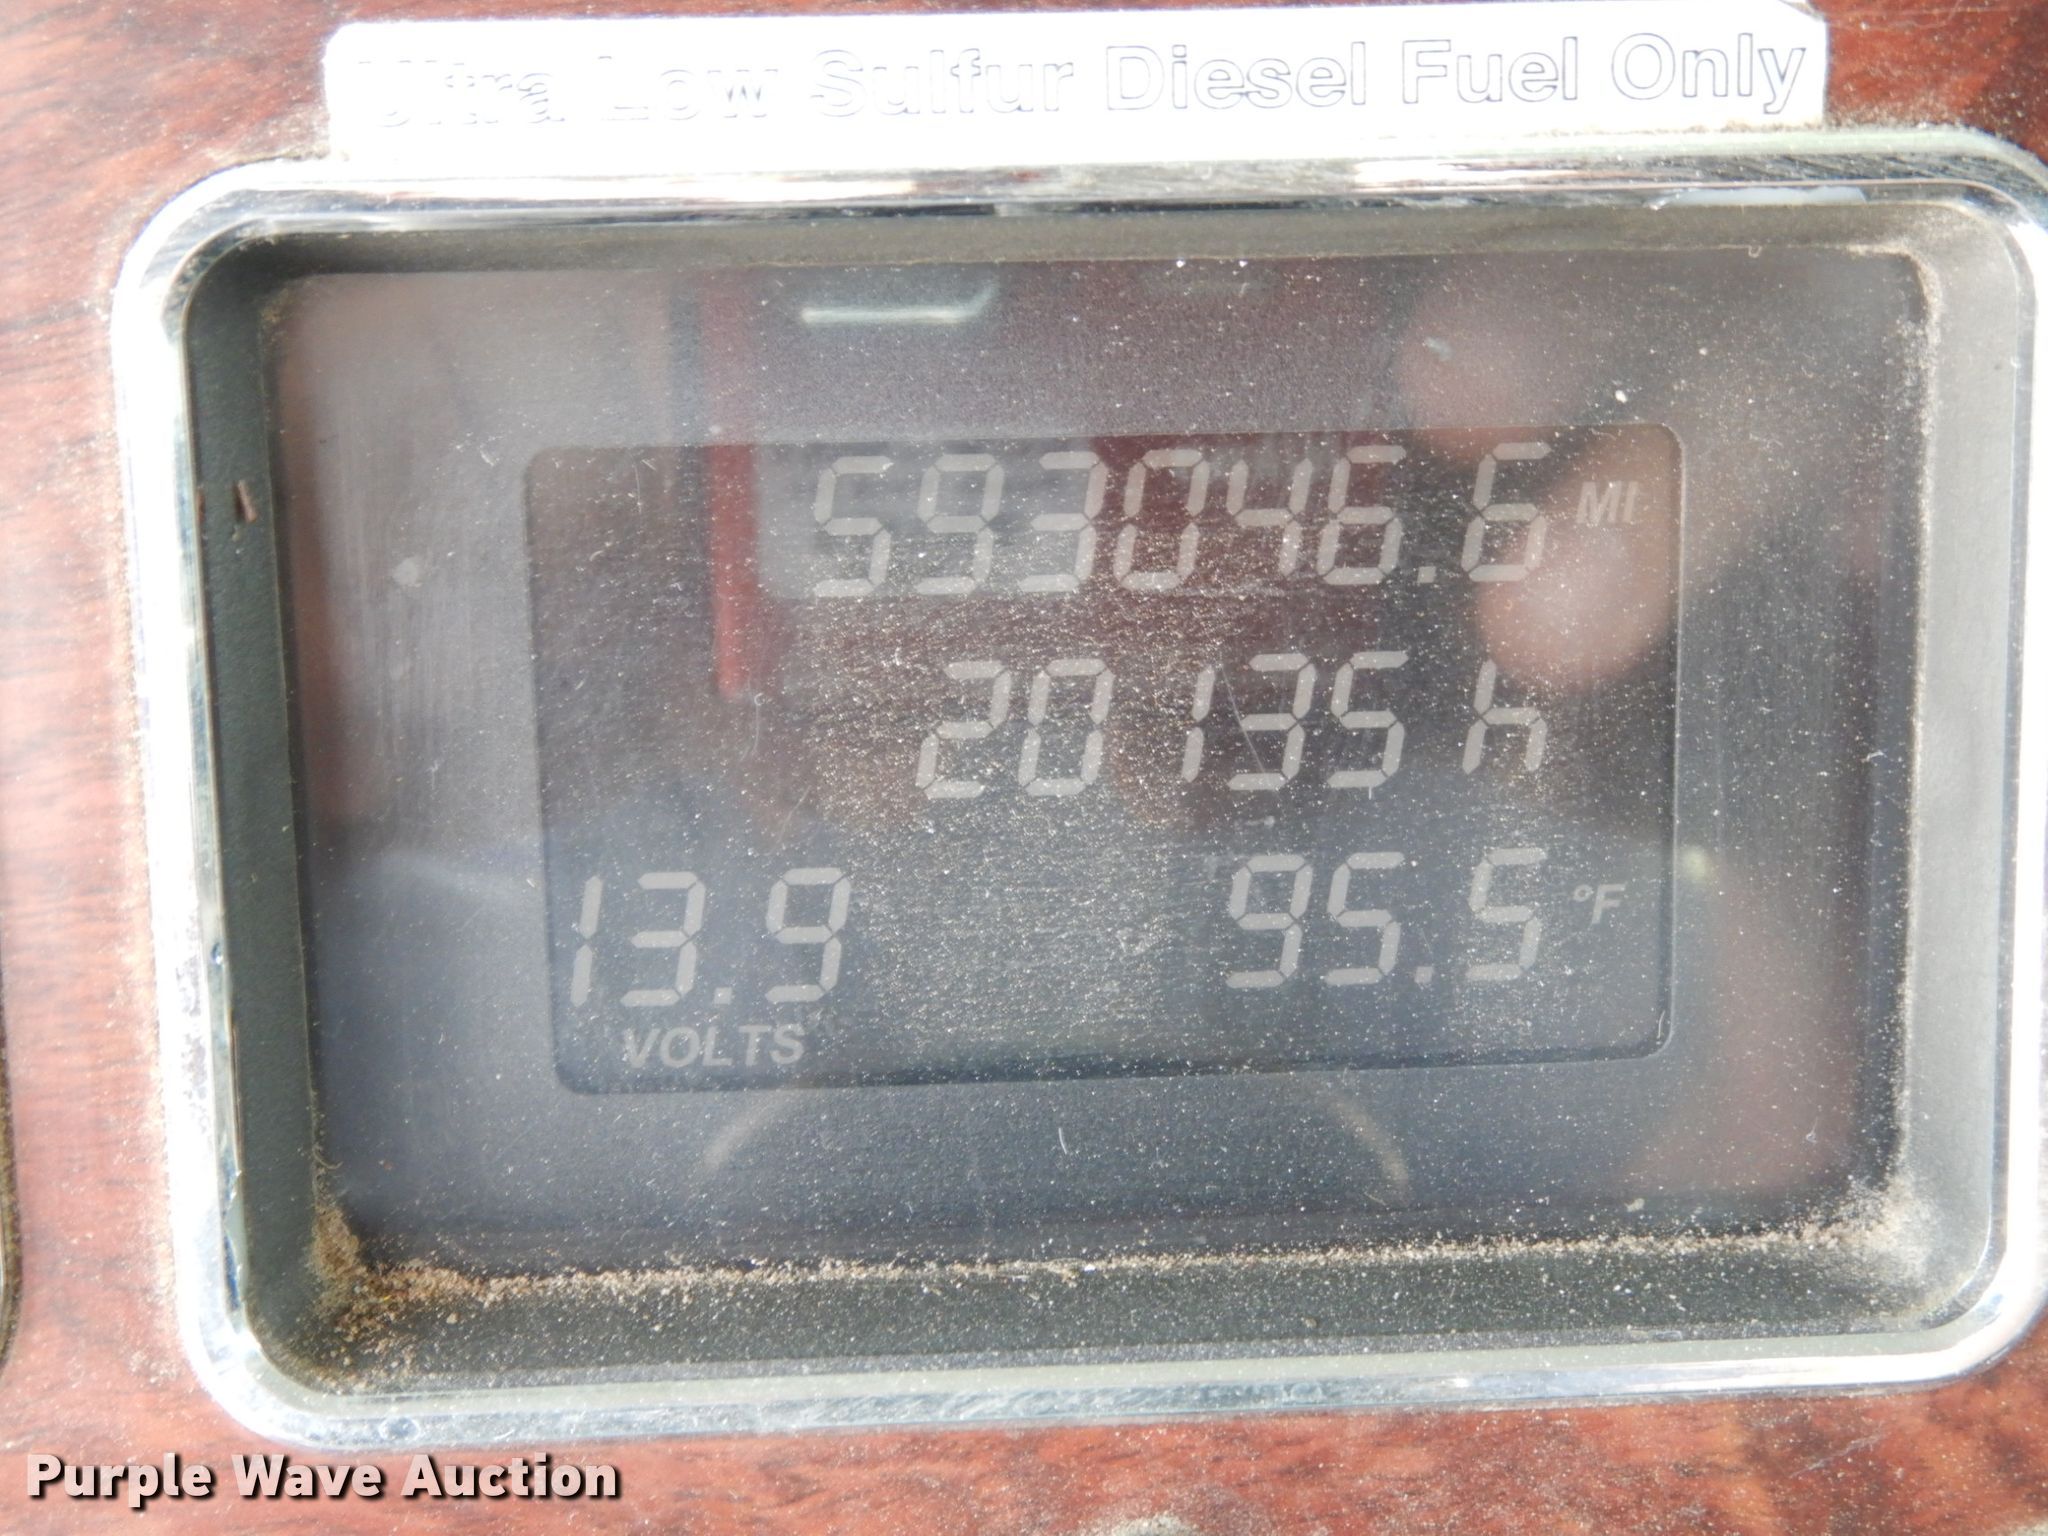 Ultra Low Sulfur Diesel Fuel Only
593046.6 MI
20135 h
13.9 95.5 °F
VOLTS
Purple Wave Auction